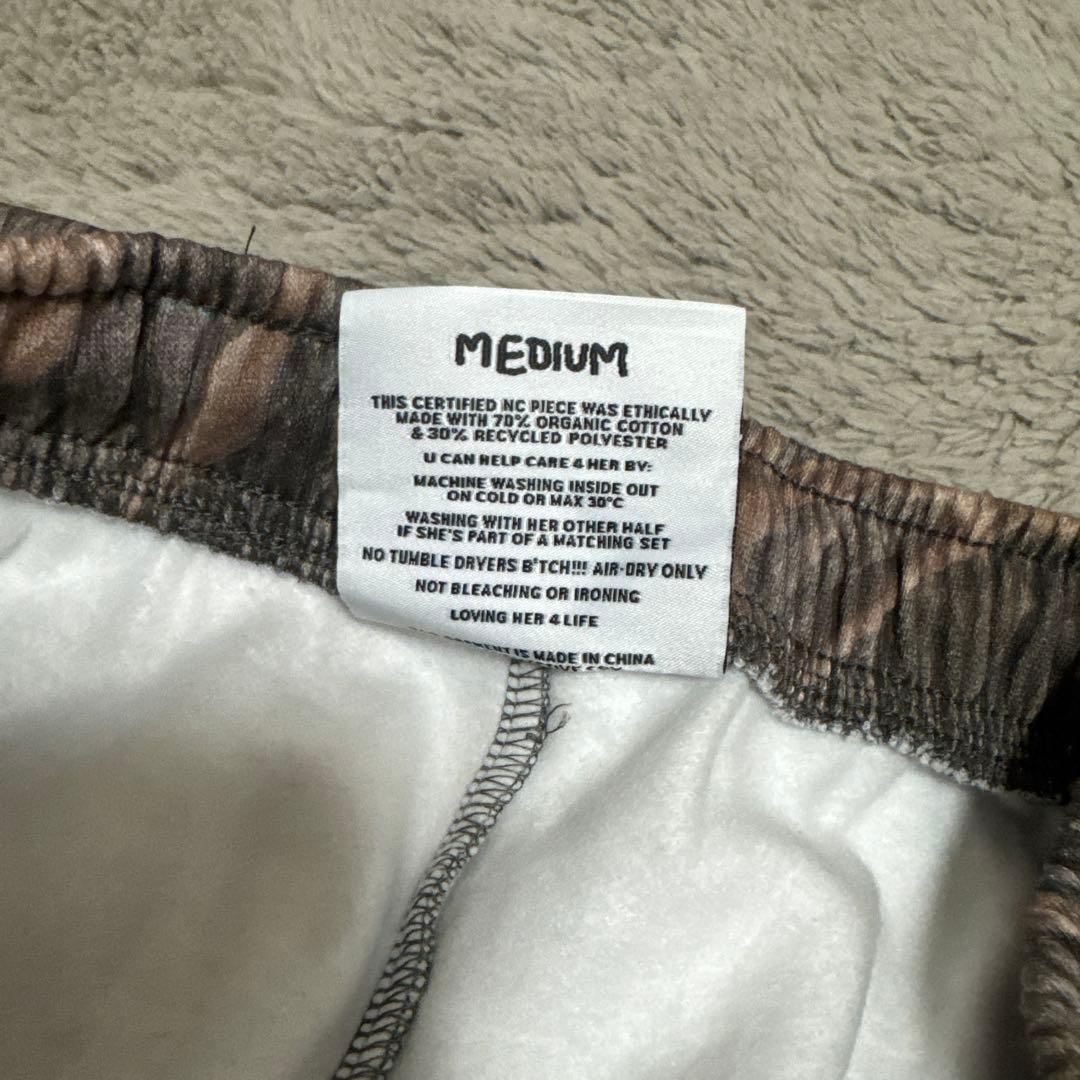 MEDIUM
THIS CERTIFIED NC PIECE WAS ETHICALLY
MADE WITH 70% ORGANIC COTTON
& 30% RECYCLED POLYESTER
U CAN HELP CARE 4 HER BY:
MACHINE WASHING INSIDE OUT
ON COLD OR MAX 30°C
WASHING WITH HER OTHER HALF
IF SHE'S PART OF A MATCHING SET
NO TUMBLE DRYERS B*TCH!!! AIR-DRY ONLY
NOT BLEACHING OR IRONING
LOVING HER 4 LIFE
IS MADE IN CHINA